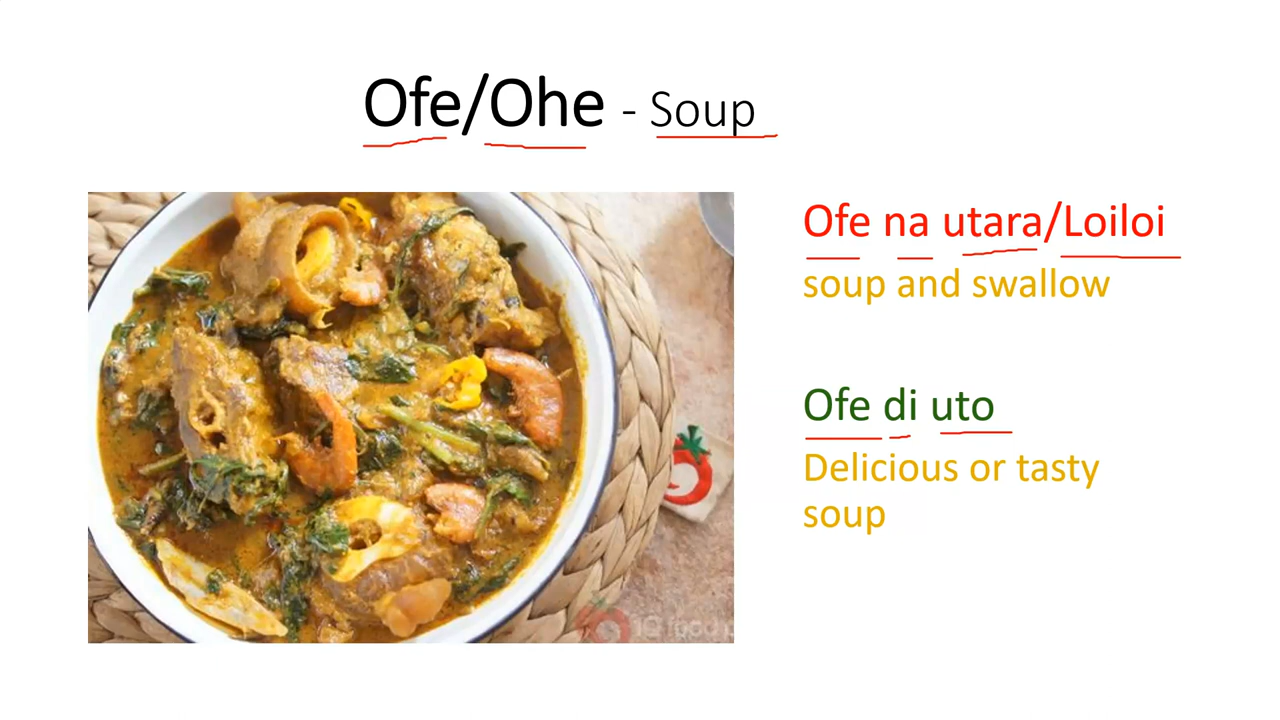 Ofe/Ohe - Soup
Ofe na utara/Loiloi
soup and swallow
Ofe di uto
Delicious or tasty
soup